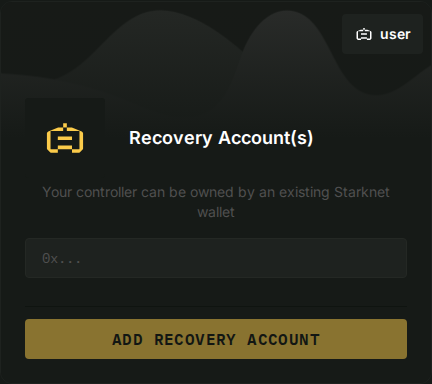 user
Recovery Account(s)
Your controller can be owned by an existing Starknet
wallet
0x...
ADD RECOVERY ACCOUNT